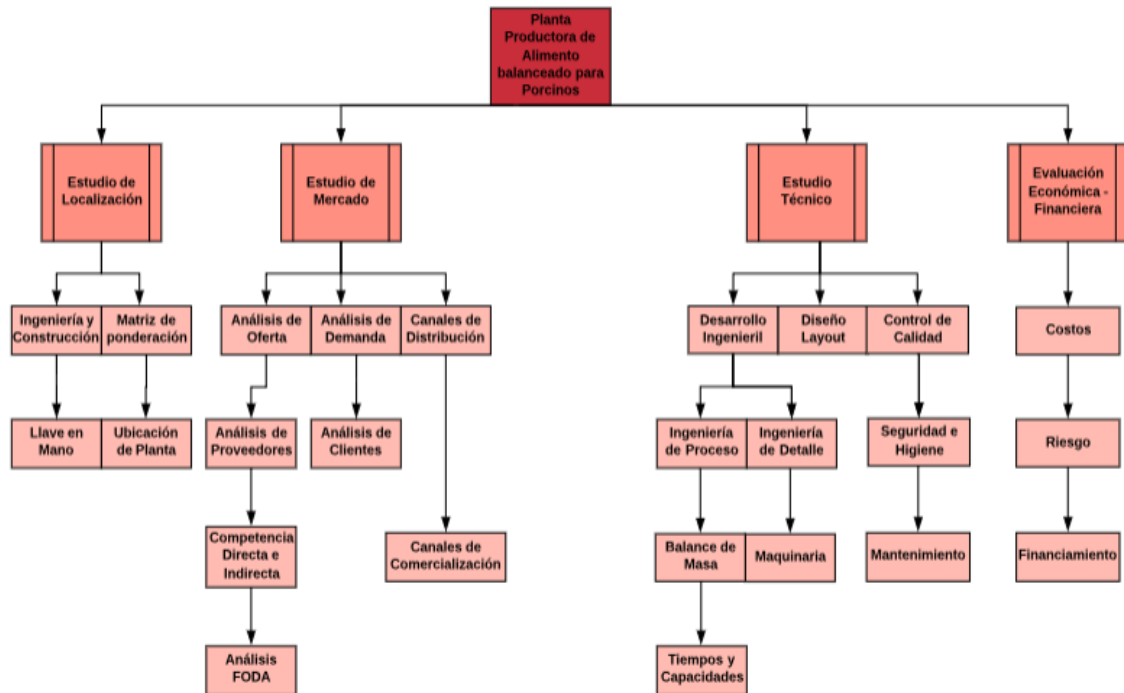 Planta
Productora de
Alimento
balanceado para
Porcinos
Estudio de
Localización
Estudio de
Mercado
Estudio
Técnico
Evaluación
Económica -
Financiera
Ingeniería y
Construcción
Matriz de
ponderación
Análisis de
Oferta
Análisis de
Demanda
Canales de
Distribución
Desarrollo
Ingenieril
Diseño
Layout
Control de
Calidad
Costos
Llave en
Mano
Ubicación
de Planta
Análisis de
Proveedores
Análisis de
Clientes
Ingeniería
de Proceso
Ingeniería
de Detalle
Seguridad e
Higiene
Riesgo
Competencia
Directa e
Indirecta
Canales de
Comercialización
Balance de
Masa
Maquinaria
Mantenimiento
Financiamiento
Análisis
FODA
Tiempos y
Capacidades